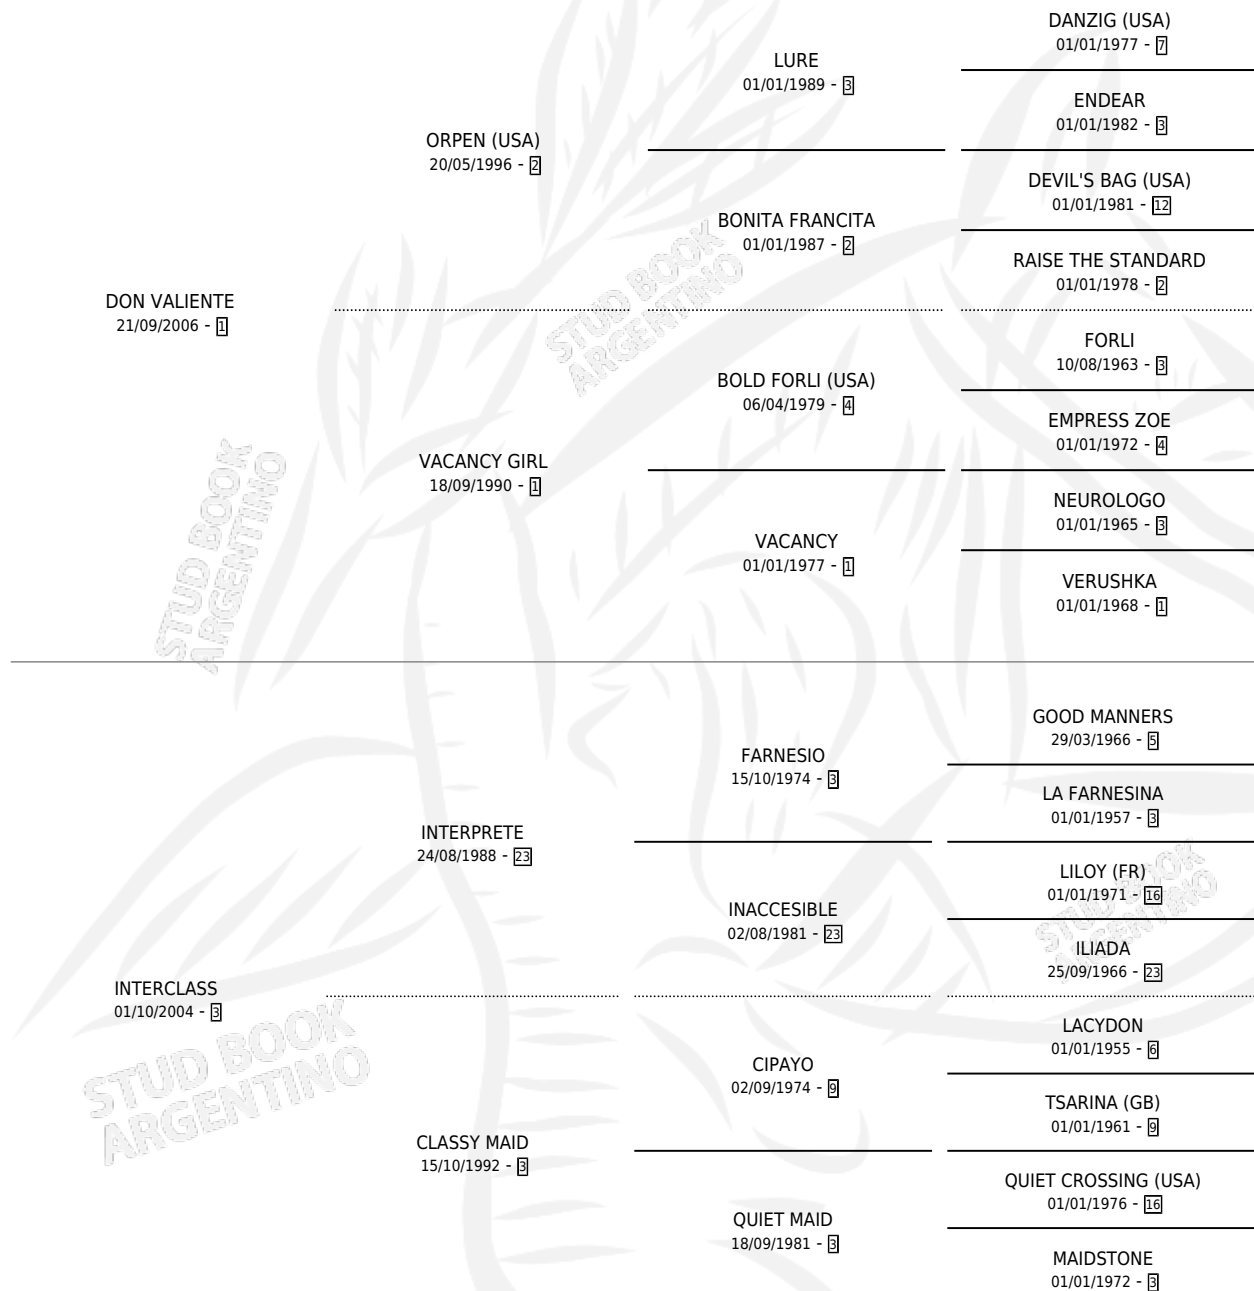 DON VALIENTE
21/09/2006 - 1
ORPEN (USA)
20/05/1996 - 2
LURE
01/01/1989 - 3
DANZIG (USA)
01/01/1977 - 7
ENDEAR
01/01/1982 - 3
BONITA FRANCITA
01/01/1987 - 2
DEVIL'S BAG (USA)
01/01/1981 - 12
RAISE THE STANDARD
01/01/1978 - 2
VACANCY GIRL
18/09/1990 - 1
BOLD FORLI (USA)
06/04/1979 - 4
FORLI
10/08/1963 - 3
EMPRESS ZOE
01/01/1972 - 4
VACANCY
01/01/1977 - 1
NEUROLOGO
01/01/1965 - 3
VERUSHKA
01/01/1968 - 1
INTERCLASS
01/10/2004 - 3
INTERPRETE
24/08/1988 - 23
FARNESIO
15/10/1974 - 3
GOOD MANNERS
29/03/1966 - 5
LA FARNESINA
01/01/1957 - 3
INACCESIBLE
02/08/1981 - 23
LILOY (FR)
01/01/1971 - 16
ILIADA
25/09/1966 - 23
CLASSY MAID
15/10/1992 - 3
CIPAYO
02/09/1974 - 9
LACYDON
01/01/1955 - 6
TSARINA (GB)
01/01/1961 - 9
QUIET MAID
18/09/1981 - 3
QUIET CROSSING (USA)
01/01/1976 - 16
MAIDSTONE
01/01/1972 - 3
STUD BOOK
ARGENTINO
STUD BOOK
ARGENTINO
STUD BOOK
ARGENTINO
STUD BOOK
ARGENTINO